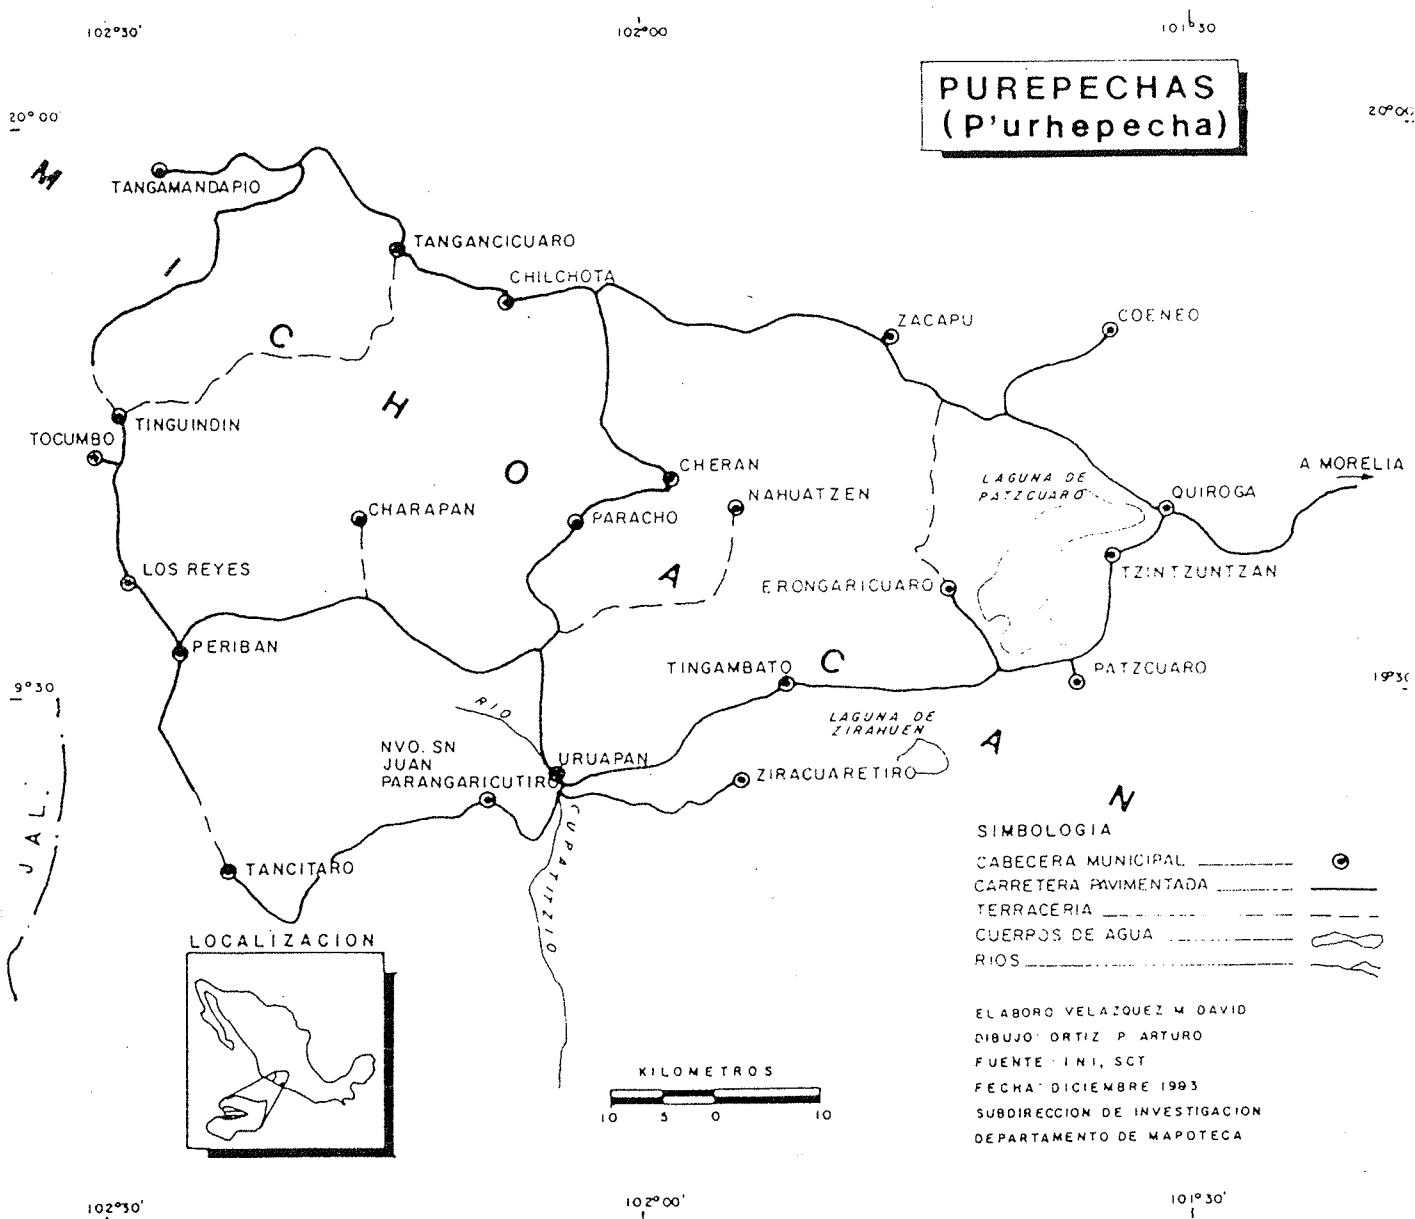 102°30'
102°00
101°30
PUREPECHAS
(P'urhepecha)
20°00'
20°00
M
TANGAMANDAPIO
TANGANCICUARO
I
CHILCHOTA
ZACAPU
COENEO
C
H
TINGUINDIN
TOCUMBO
O
CHERAN
A MORELIA
LAGUNA DE
PATZCUARO
NAHUATZEN
QUIROGA
CHARAPAN
PARACHO
LOS REYES
A
ERONGARICUARO
TZINTZUNTZAN
PERIBAN
TINGAMBATO
C
PATZCUARO
9°30
19°30
RIO
LAGUNA DE
ZIRAHUEN
A
NVO. SN
JUAN
PARANGARICUTIRO
URUAPAN
ZIRACUARETIRO
N
JAL.
CUPATITZIO
TANCITARO
SIMBOLOGIA
CABECERA MUNICIPAL
CARRETERA PAVIMENTADA
TERRACERIA
CUERPOS DE AGUA
RIOS
LOCALIZACION
ELABORO VELAZQUEZ M DAVID
DIBUJO: ORTIZ P ARTURO
FUENTE: INI, SCT
FECHA: DICIEMBRE 1993
SUBDIRECCION DE INVESTIGACION
DEPARTAMENTO DE MAPOTECA
KILOMETROS
10 5 0 10
102°30'
102°00'
101°30'